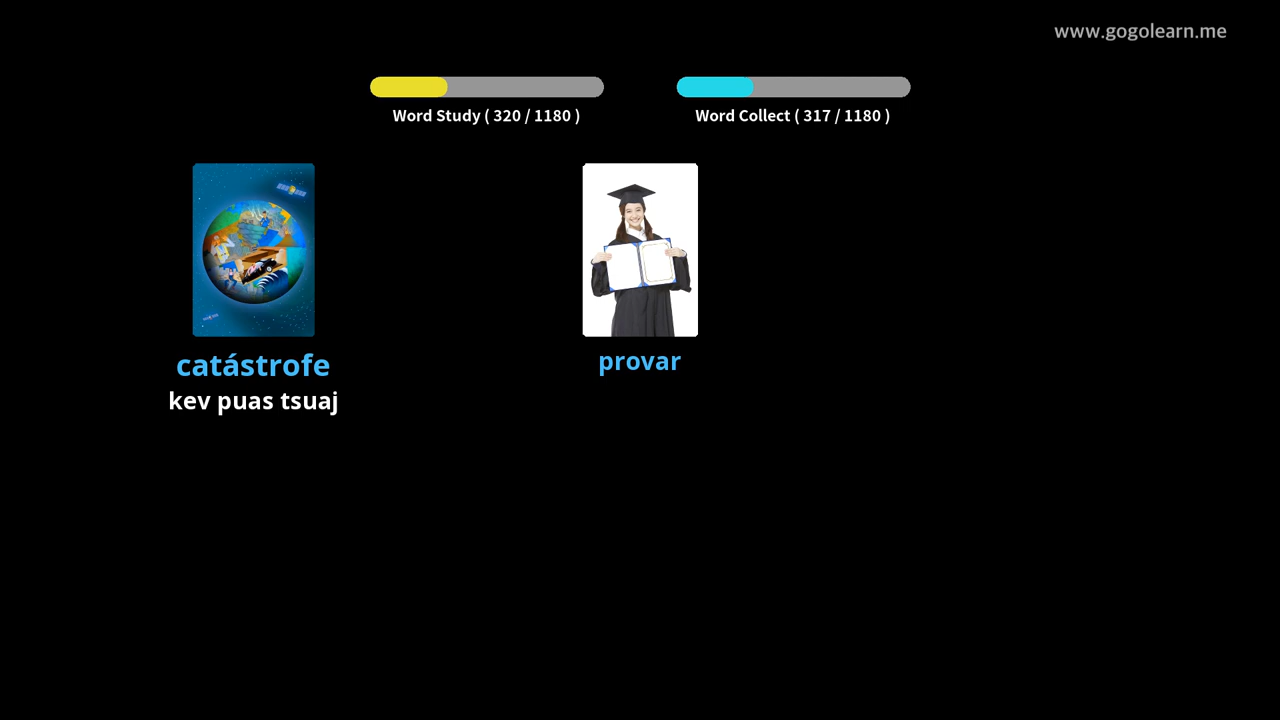 www.gogolearn.me
Word Study ( 320 / 1180 )
Word Collect ( 317 / 1180 )
catástrofe
kev puas tsuaj
provar